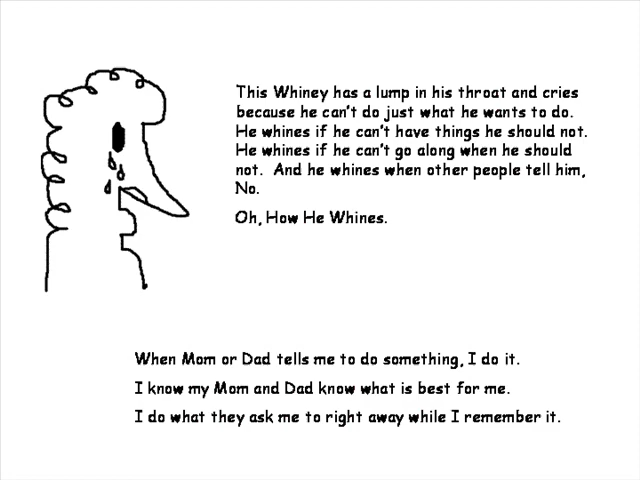 This Whiney has a lump in his throat and cries
because he can't do just what he wants to do.
He whines if he can't have things he should not.
He whines if he can't go along when he should
not.  And he whines when other people tell him,
No.
Oh, How He Whines.
When Mom or Dad tells me to do something, I do it.
I know my Mom and Dad know what is best for me.
I do what they ask me to right away while I remember it.